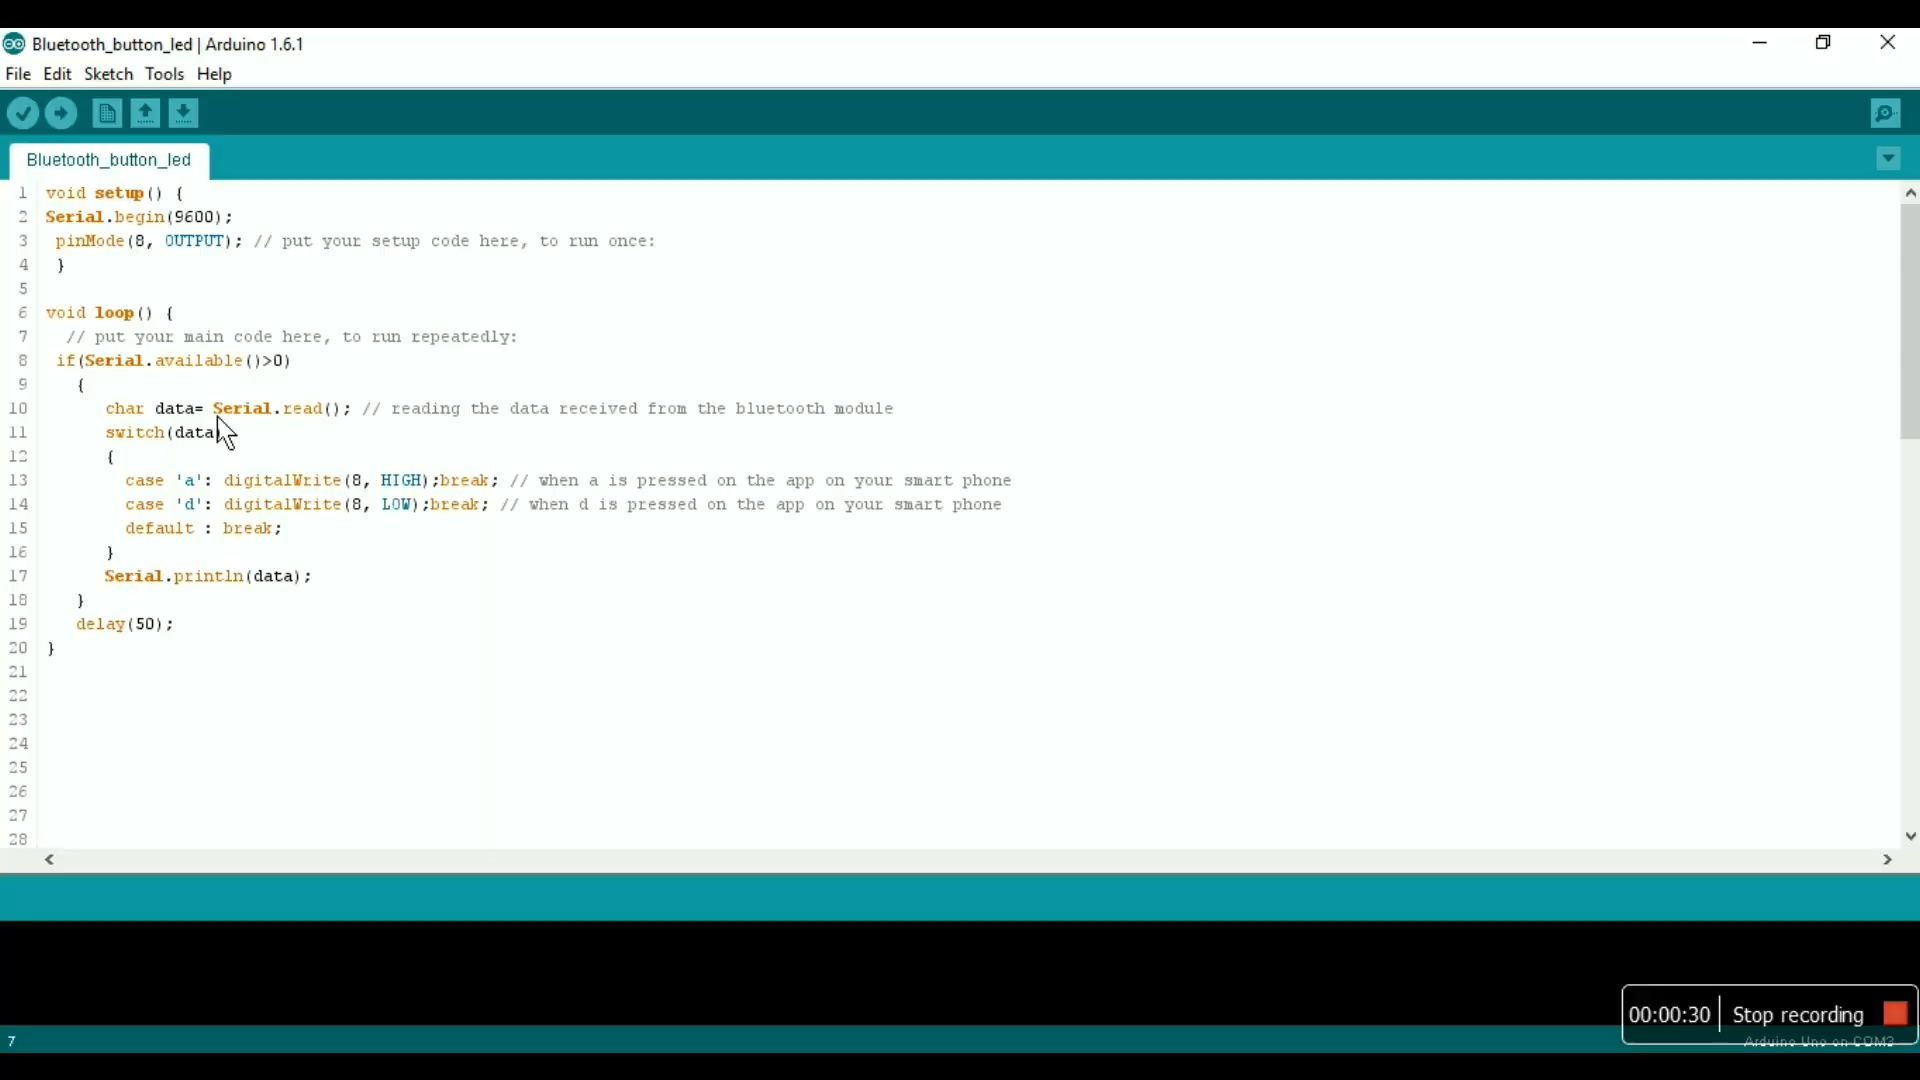 Bluetooth_button_led | Arduino 1.6.1
File Edit Sketch Tools Help
Bluetooth_button_led
1 void setup() {
2 Serial.begin(9600);
3 pinMode(8, OUTPUT); // put your setup code here, to run once:
4 }
5
6 void loop() {
7 // put your main code here, to run repeatedly:
8 if(Serial.available()>0)
9 {
10 char data= Serial.read(); // reading the data received from the bluetooth module
11 switch(data)
12 {
13 case 'a': digitalWrite(8, HIGH);break; // when a is pressed on the app on your smart phone
14 case 'd': digitalWrite(8, LOW);break; // when d is pressed on the app on your smart phone
15 default : break;
16 }
17 Serial.println(data);
18 }
19 delay(50);
20 }
21
22
23
24
25
26
27
28
00:00:30 Stop recording
7 Arduino Uno on COM3